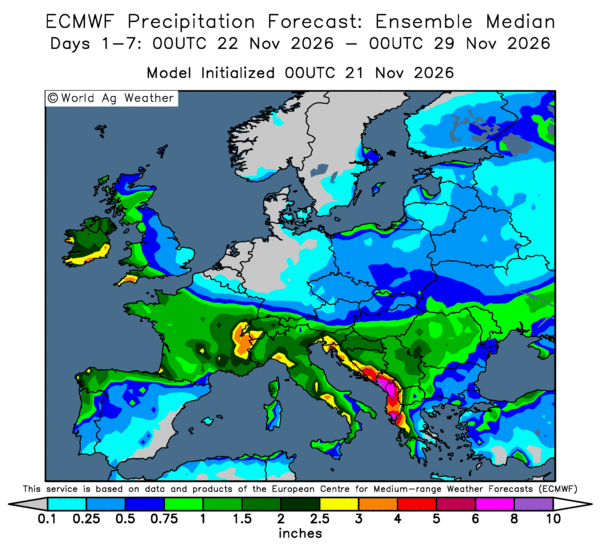 ECMWF Precipitation Forecast: Ensemble Median
Days 1–7: 00UTC 22 Nov 2026 – 00UTC 29 Nov 2026
Model Initialized 00UTC 21 Nov 2026
©World Ag Weather
This service is based on data and products of the European Centre for Medium-range Weather Forecasts (ECMWF)
0.1 0.25 0.5 0.75 1 1.5 2 2.5 3 4 5 6 8 10
inches